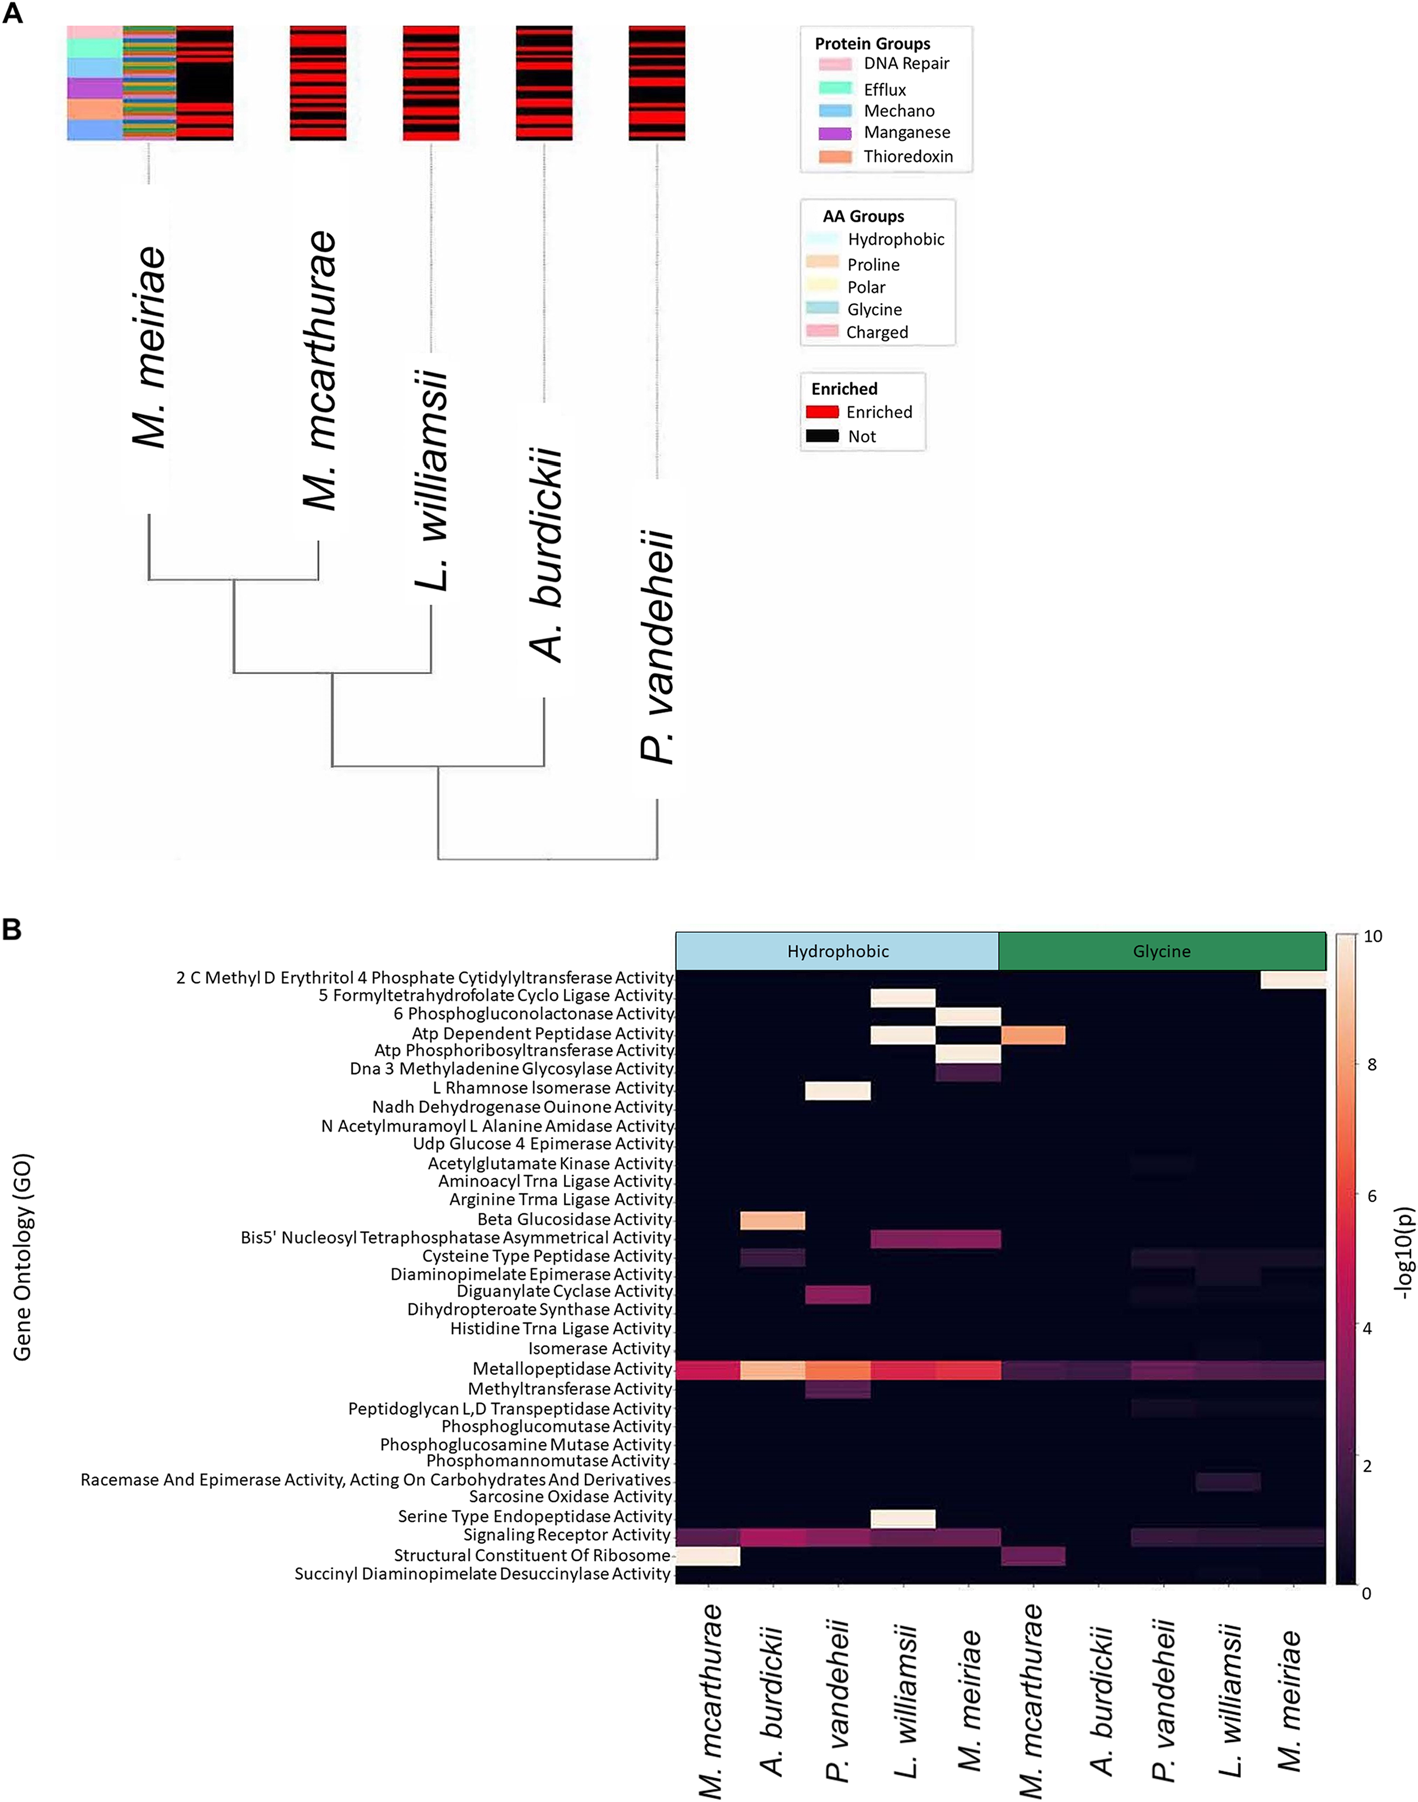 A
Protein Groups
DNA Repair
Efflux
Mechano
Manganese
Thioredoxin
AA Groups
Hydrophobic
Proline
Polar
Glycine
Charged
Enriched
Enriched
Not
M. meiriae
M. mcarthurae
L. williamsii
A. burdickii
P. vandeheii
B
Hydrophobic
Glycine
Gene Ontology (GO)
2 C Methyl D Erythritol 4 Phosphate Cytidylyltransferase Activity
5 Formyltetrahydrofolate Cyclo Ligase Activity
6 Phosphogluconolactonase Activity
Atp Dependent Peptidase Activity
Atp Phosphoribosyltransferase Activity
Dna 3 Methyladenine Glycosylase Activity
L Rhamnose Isomerase Activity
Nadh Dehydrogenase Ouinone Activity
N Acetylmuramoyl L Alanine Amidase Activity
Udp Glucose 4 Epimerase Activity
Acetylglutamate Kinase Activity
Aminoacyl Trna Ligase Activity
Arginine Trma Ligase Activity
Beta Glucosidase Activity
Bis5' Nucleosyl Tetraphosphatase Asymmetrical Activity
Cysteine Type Peptidase Activity
Diaminopimelate Epimerase Activity
Diguanylate Cyclase Activity
Dihydropteroate Synthase Activity
Histidine Trna Ligase Activity
Isomerase Activity
Metallopeptidase Activity
Methyltransferase Activity
Peptidoglycan L,D Transpeptidase Activity
Phosphoglucomutase Activity
Phosphoglucosamine Mutase Activity
Phosphomannomutase Activity
Racemase And Epimerase Activity, Acting On Carbohydrates And Derivatives
Sarcosine Oxidase Activity
Serine Type Endopeptidase Activity
Signaling Receptor Activity
Structural Constituent Of Ribosome
Succinyl Diaminopimelate Desuccinylase Activity
10
8
6
4
2
0
-log10(p)
M. mcarthurae
A. burdickii
P. vandeheii
L. williamsii
M. meiriae
M. mcarthurae
A. burdickii
P. vandeheii
L. williamsii
M. meiriae